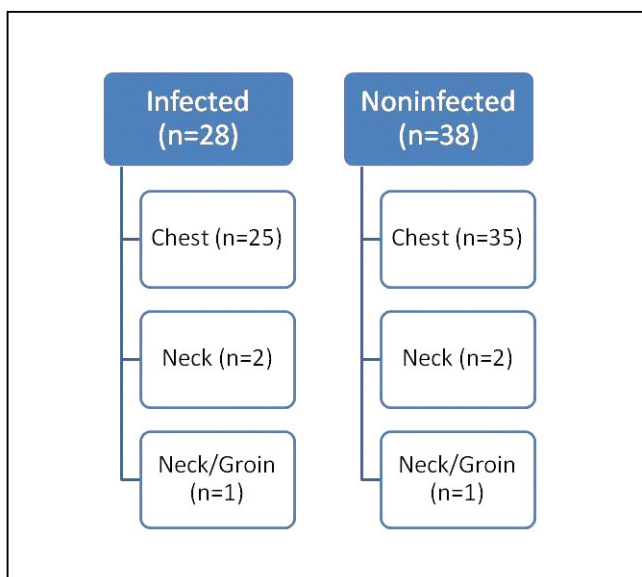 Infected
(n=28)
Chest (n=25)
Neck (n=2)
Neck/Groin
(n=1)
Noninfected
(n=38)
Chest (n=35)
Neck (n=2)
Neck/Groin
(n=1)